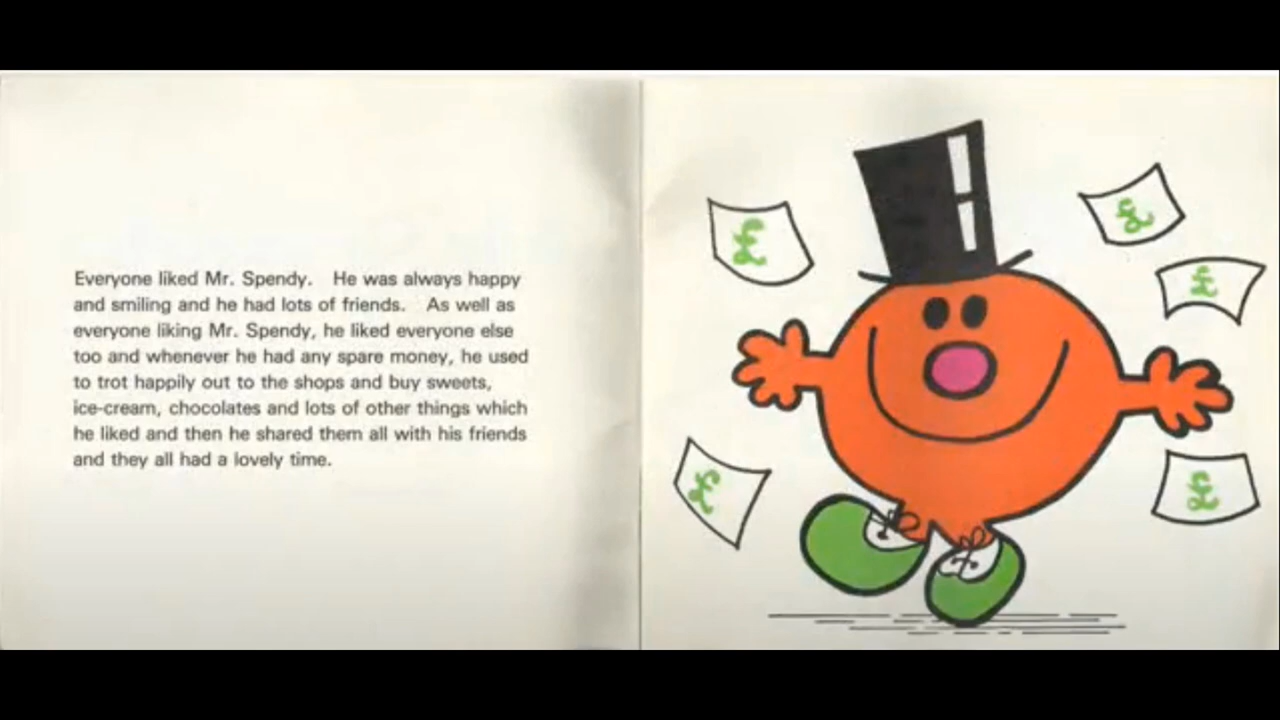 Everyone liked Mr. Spendy. He was always happy
and smiling and he had lots of friends. As well as
everyone liking Mr. Spendy, he liked everyone else
too and whenever he had any spare money, he used
to trot happily out to the shops and buy sweets,
ice-cream, chocolates and lots of other things which
he liked and then he shared them all with his friends
and they all had a lovely time.
£
£
£
£
£